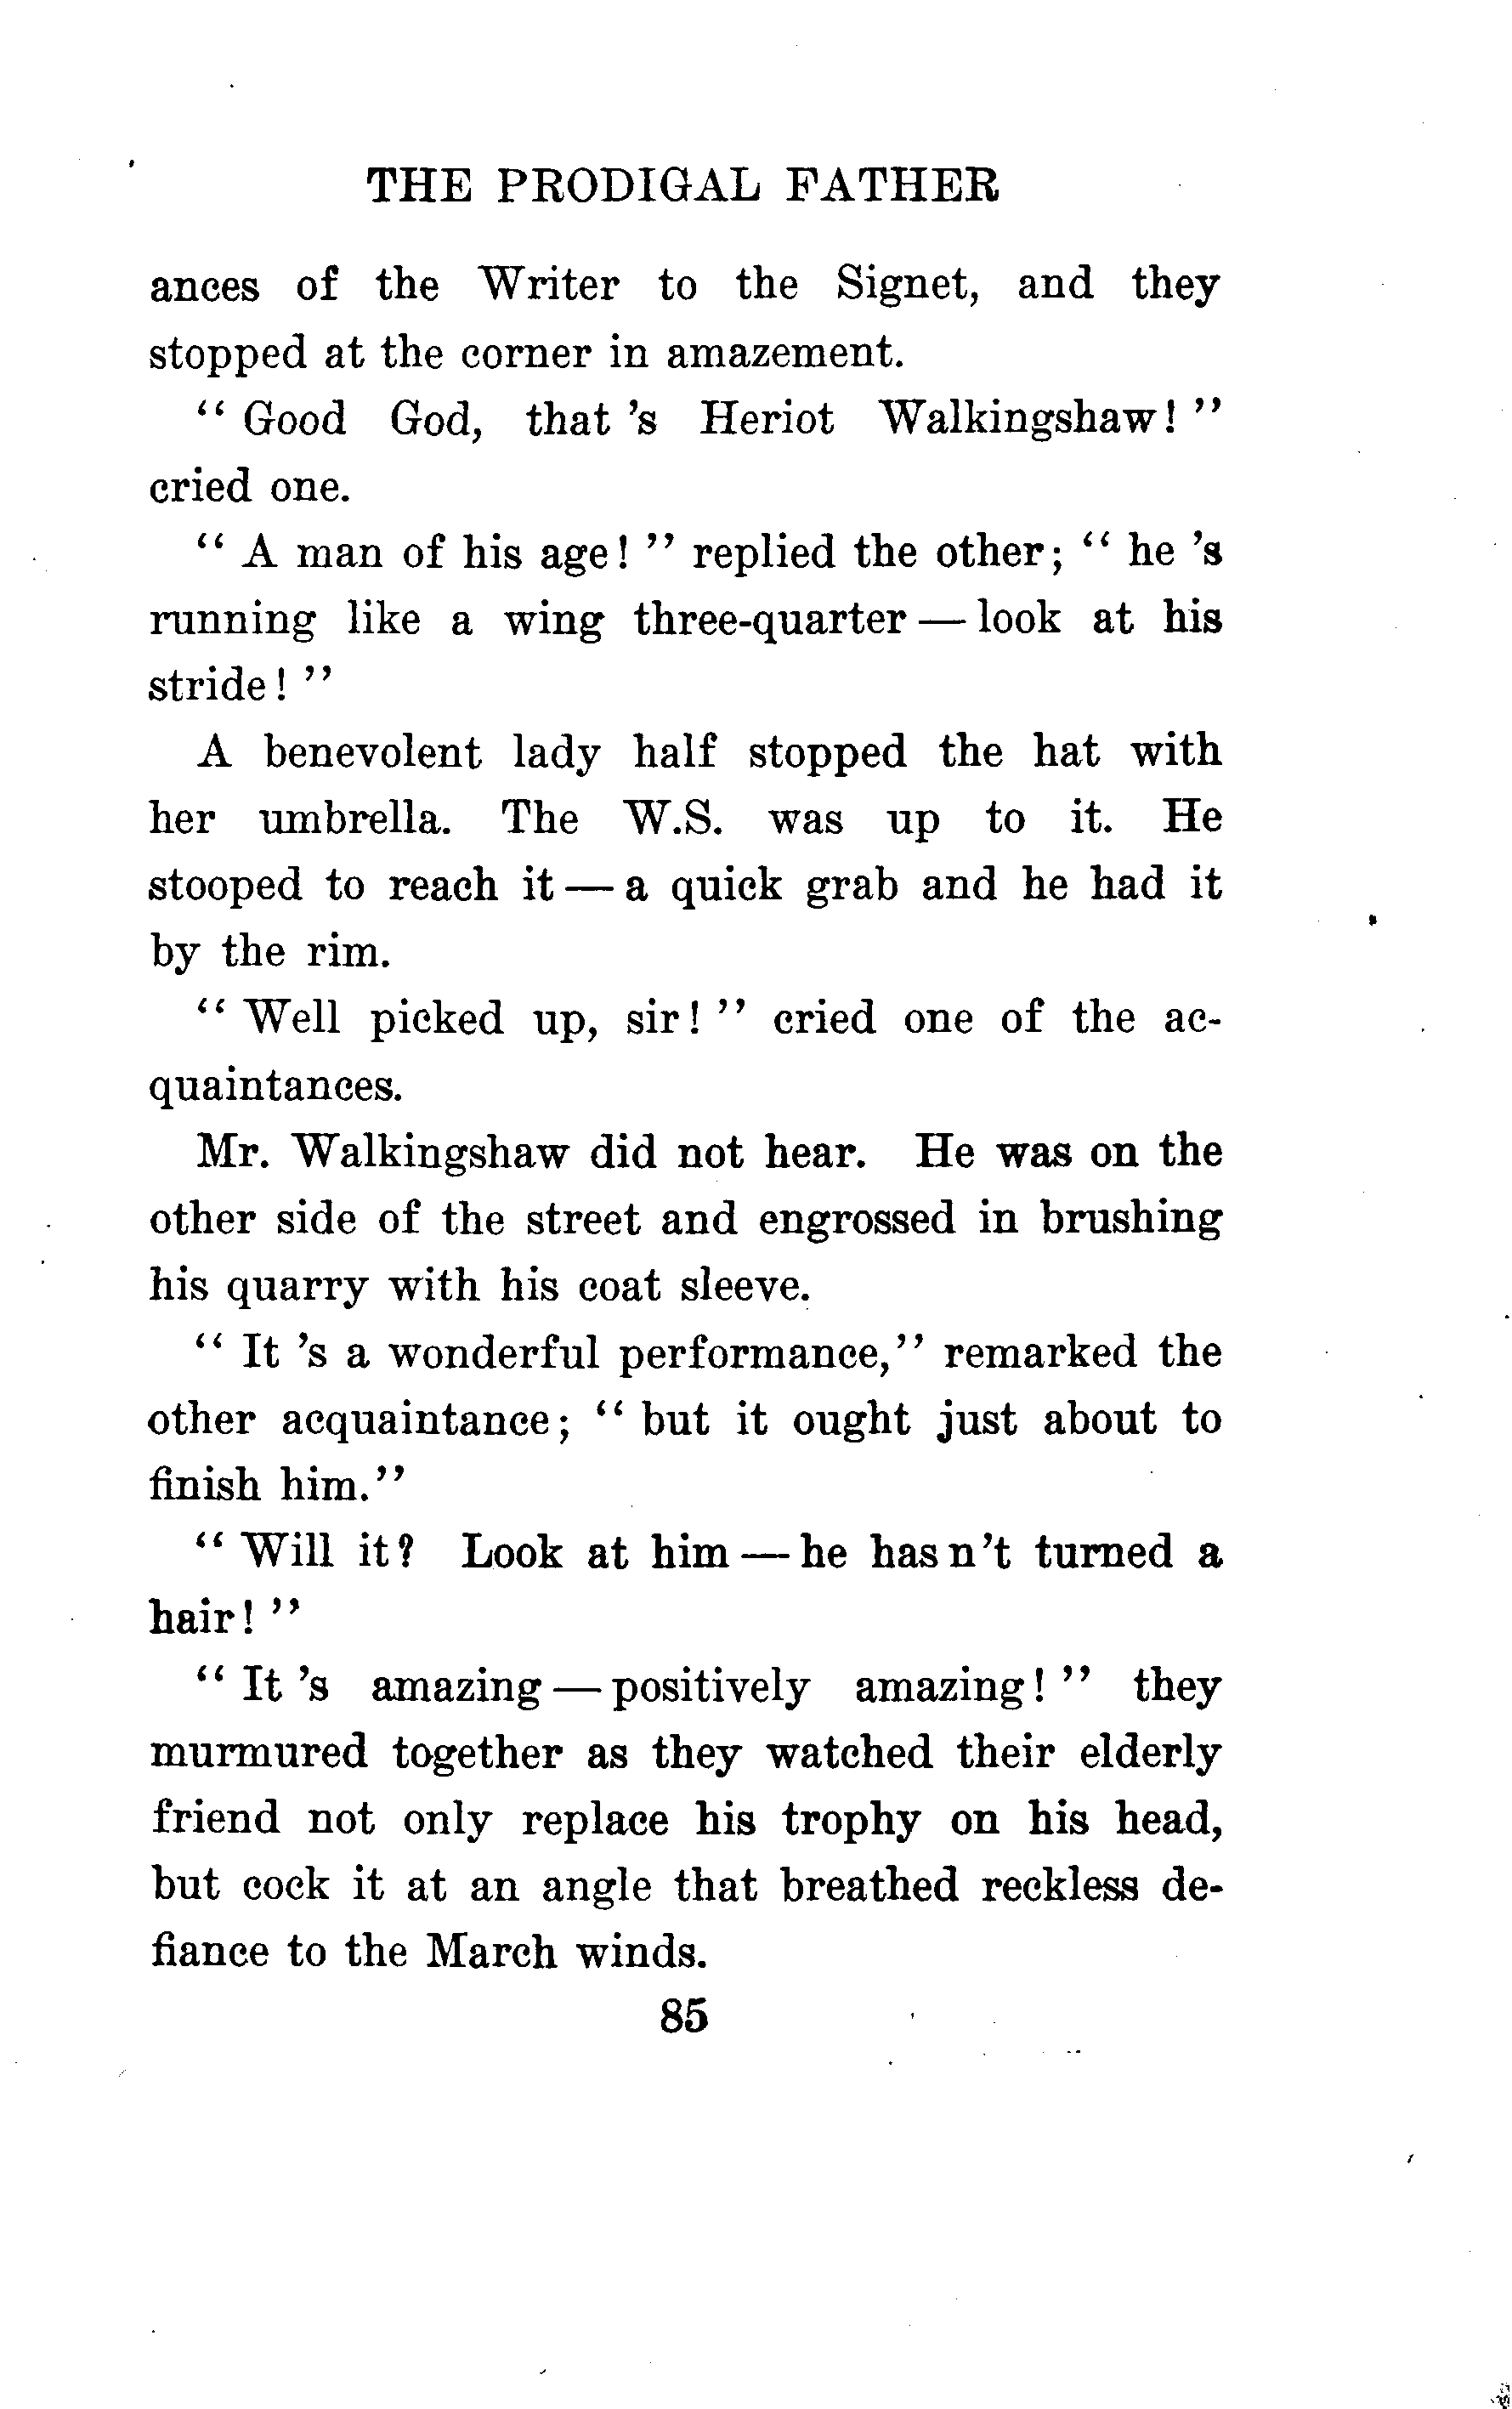 THE PRODIGAL FATHER
ances of the Writer to the Signet, and they
stopped at the corner in amazement.
“ Good God, that 's Heriot Walkingshaw! ”
cried one.
“ A man of his age! ” replied the other; “ he 's
running like a wing three-quarter — look at his
stride! ”
A benevolent lady half stopped the hat with
her umbrella. The W.S. was up to it. He
stooped to reach it — a quick grab and he had it
by the rim.
“ Well picked up, sir! ” cried one of the ac-
quaintances.
Mr. Walkingshaw did not hear. He was on the
other side of the street and engrossed in brushing
his quarry with his coat sleeve.
“ It 's a wonderful performance,” remarked the
other acquaintance; “ but it ought just about to
finish him.”
“ Will it? Look at him — he has n't turned a
hair! ”
“ It 's amazing — positively amazing! ” they
murmured together as they watched their elderly
friend not only replace his trophy on his head,
but cock it at an angle that breathed reckless de-
fiance to the March winds.
85